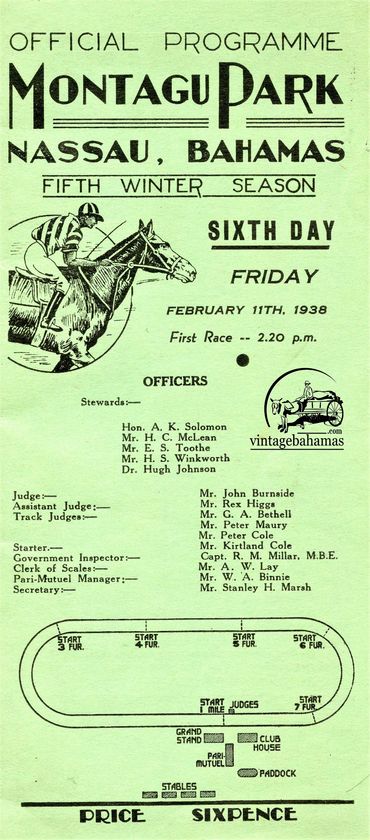 OFFICIAL PROGRAMME
MONTAGU PARK
NASSAU, BAHAMAS
FIFTH WINTER SEASON
SIXTH DAY
FRIDAY
FEBRUARY 11TH, 1938
First Race -- 2.20 p.m.
OFFICERS
Stewards:—
Hon. A. K. Solomon
Mr. H. C. McLean
Mr. E. S. Toothe
Mr. H. S. Winkworth
Dr. Hugh Johnson
.com
vintagebahamas
Judge:— Mr. John Burnside
Assistant Judge:— Mr. Rex Higgs
Track Judges:— Mr. G. A. Bethell
Mr. Peter Maury
Mr. Peter Cole
Starter.— Mr. Kirtland Cole
Government Inspector:— Capt. R. M. Millar, M.B.E.
Clerk of Scales:— Mr. A. W. Lay
Pari-Mutuel Manager:— Mr. W. A. Binnie
Secretary:— Mr. Stanley H. Marsh
START 3 FUR.
START 4 FUR.
START 5 FUR.
START 6 FUR.
START 1 MILE
JUDGES
START 7 FUR.
GRAND STAND
CLUB HOUSE
PARI-MUTUEL
PADDOCK
STABLES
PRICE SIXPENCE